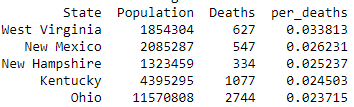 State Population Deaths per_deaths
West Virginia 1854304 627 0.033813
New Mexico 2085287 547 0.026231
New Hampshire 1323459 334 0.025237
Kentucky 4395295 1077 0.024503
Ohio 11570808 2744 0.023715